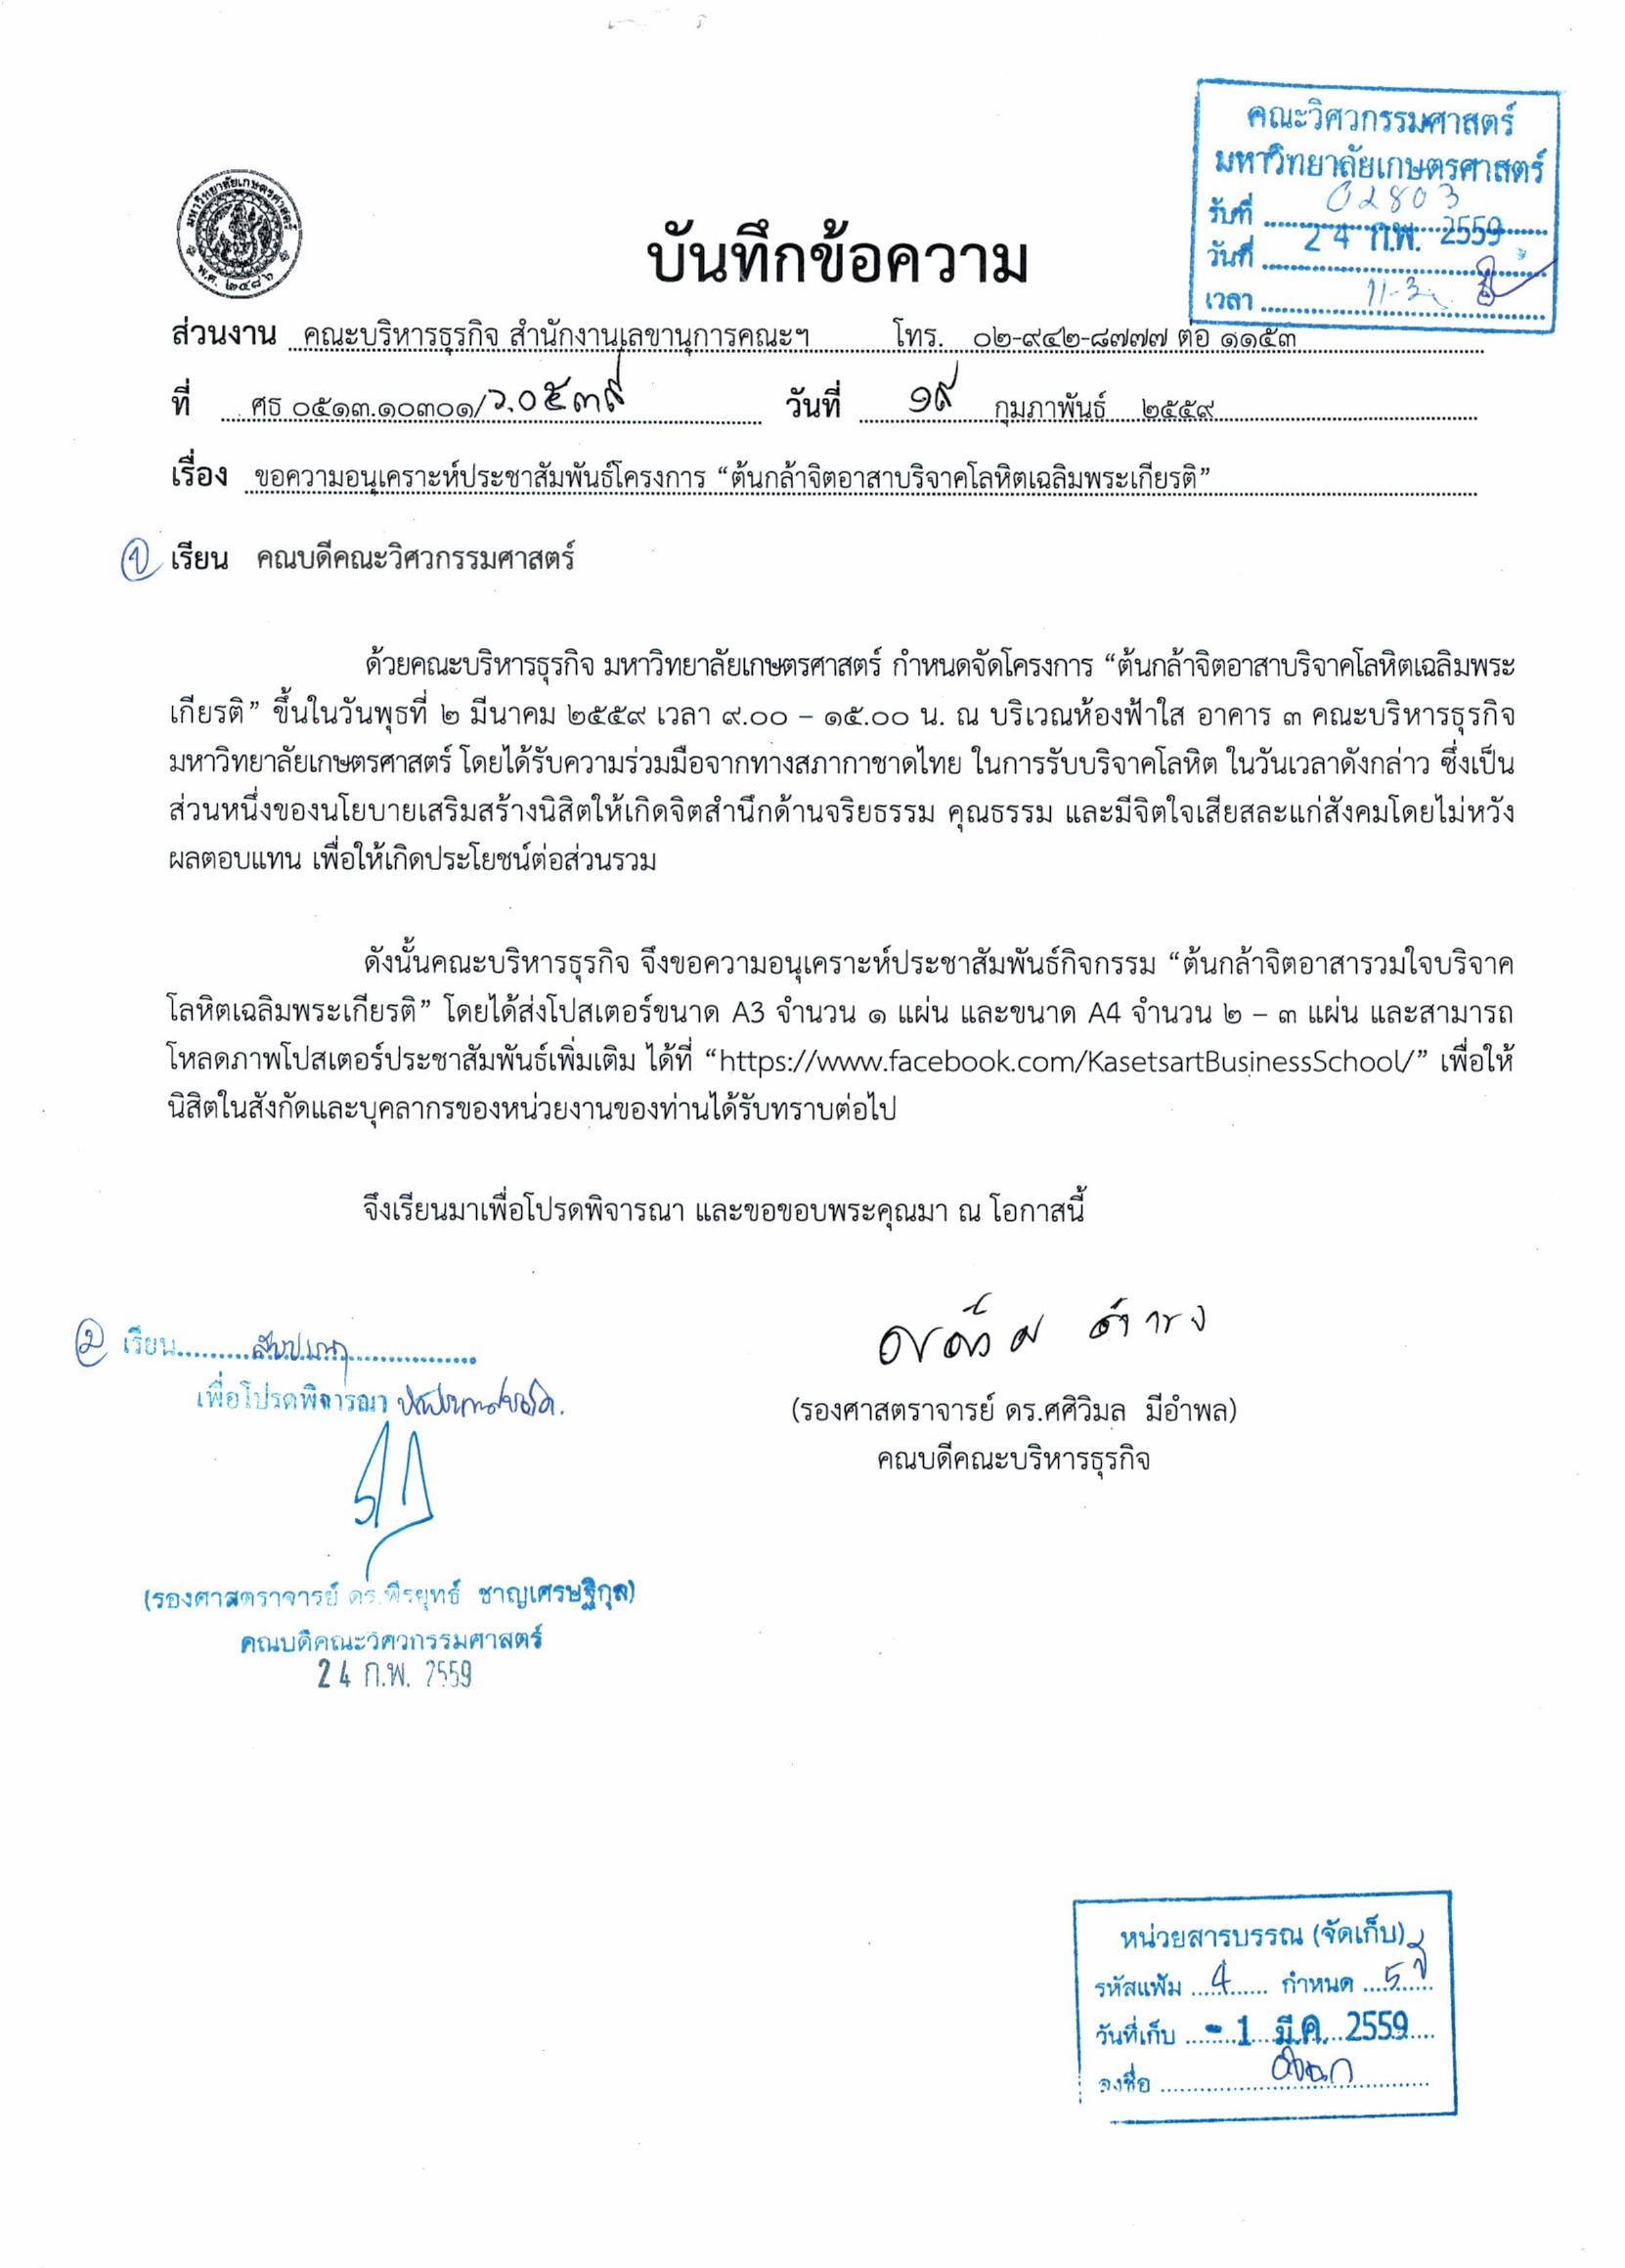 คณะวิศวกรรมศาสตร์
มหาวิทยาลัยเกษตรศาสตร์
รับที่ 02803
วันที่ 24 ก.พ. 2559
เวลา
มหาวิทยาลัยเกษตรศาสตร์
พ.ศ. ๒๔๘๖
บันทึกข้อความ
ส่วนงาน คณะบริหารธุรกิจ สำนักงานเลขานุการคณะฯ โทร. ๐๒-๙๔๒-๘๗๗๗ ต่อ ๑๑๕๓
ที่ ศธ ๐๕๑๓.๑๐๓๐๑/ว.๐๕๓๙ วันที่ ๑๙ กุมภาพันธ์ ๒๕๕๙
เรื่อง ขอความอนุเคราะห์ประชาสัมพันธ์โครงการ “ต้นกล้าจิตอาสาบริจาคโลหิตเฉลิมพระเกียรติ”
① เรียน คณบดีคณะวิศวกรรมศาสตร์
ด้วยคณะบริหารธุรกิจ มหาวิทยาลัยเกษตรศาสตร์ กำหนดจัดโครงการ “ต้นกล้าจิตอาสาบริจาคโลหิตเฉลิมพระ
เกียรติ” ขึ้นในวันพุธที่ ๒ มีนาคม ๒๕๕๙ เวลา ๙.๐๐ – ๑๕.๐๐ น. ณ บริเวณห้องฟ้าใส อาคาร ๓ คณะบริหารธุรกิจ
มหาวิทยาลัยเกษตรศาสตร์ โดยได้รับความร่วมมือจากทางสภากาชาดไทย ในการรับบริจาคโลหิต ในวันเวลาดังกล่าว ซึ่งเป็น
ส่วนหนึ่งของนโยบายเสริมสร้างนิสิตให้เกิดจิตสำนึกด้านจริยธรรม คุณธรรม และมีจิตใจเสียสละแก่สังคมโดยไม่หวัง
ผลตอบแทน เพื่อให้เกิดประโยชน์ต่อส่วนรวม
ดังนั้นคณะบริหารธุรกิจ จึงขอความอนุเคราะห์ประชาสัมพันธ์กิจกรรม “ต้นกล้าจิตอาสารวมใจบริจาค
โลหิตเฉลิมพระเกียรติ” โดยได้ส่งโปสเตอร์ขนาด A3 จำนวน ๑ แผ่น และขนาด A4 จำนวน ๒ – ๓ แผ่น และสามารถ
โหลดภาพโปสเตอร์ประชาสัมพันธ์เพิ่มเติม ได้ที่ “https://www.facebook.com/KasetsartBusinessSchool/” เพื่อให้
นิสิตในสังกัดและบุคลากรของหน่วยงานของท่านได้รับทราบต่อไป
จึงเรียนมาเพื่อโปรดพิจารณา และขอขอบพระคุณมา ณ โอกาสนี้
(รองศาสตราจารย์ ดร.ศศิวิมล มีอำพล)
คณบดีคณะบริหารธุรกิจ
② เรียน
เพื่อโปรดพิจารณา
(รองศาสตราจารย์ ดร.พีรยุทธ์ ชาญเศรษฐิกุล)
คณบดีคณะวิศวกรรมศาสตร์
24 ก.พ. 2559
หน่วยสารบรรณ (จัดเก็บ)
รหัสแฟ้ม 4 กำหนด 5 ปี
วันที่เก็บ - 1 มี.ค. 2559
ลงชื่อ